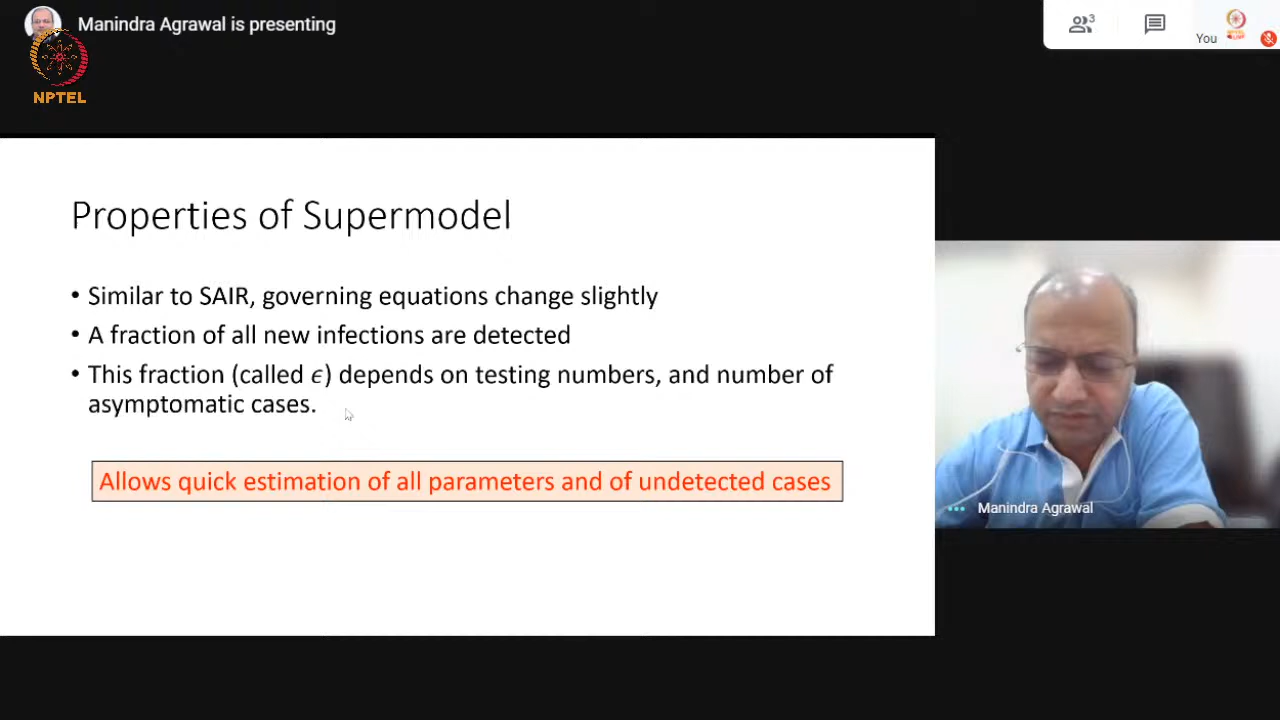 Manindra Agrawal is presenting
3
You
NPTEL
Properties of Supermodel
• Similar to SAIR, governing equations change slightly
• A fraction of all new infections are detected
• This fraction (called ϵ) depends on testing numbers, and number of
asymptomatic cases.
Allows quick estimation of all parameters and of undetected cases
Manindra Agrawal